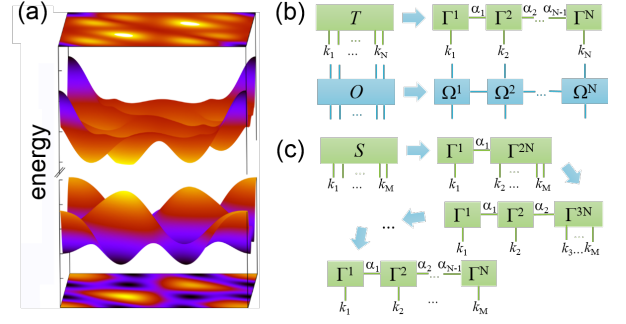 (a)
energy
(b)
T
k1 ... kN
Γ1 α1 Γ2 α2 ... αN-1 ΓN
k1 k2 kN
O
...
Ω1 Ω2 ... ΩN
(c)
S
k1 ... kM
Γ1 α1 Γ2N
k1 k2 ... kM
Γ1 α1 Γ2 α2 Γ3N
k1 k2 k3...kM
...
Γ1 α1 Γ2 α2 ... αN-1 ΓN
k1 k2 ... kM